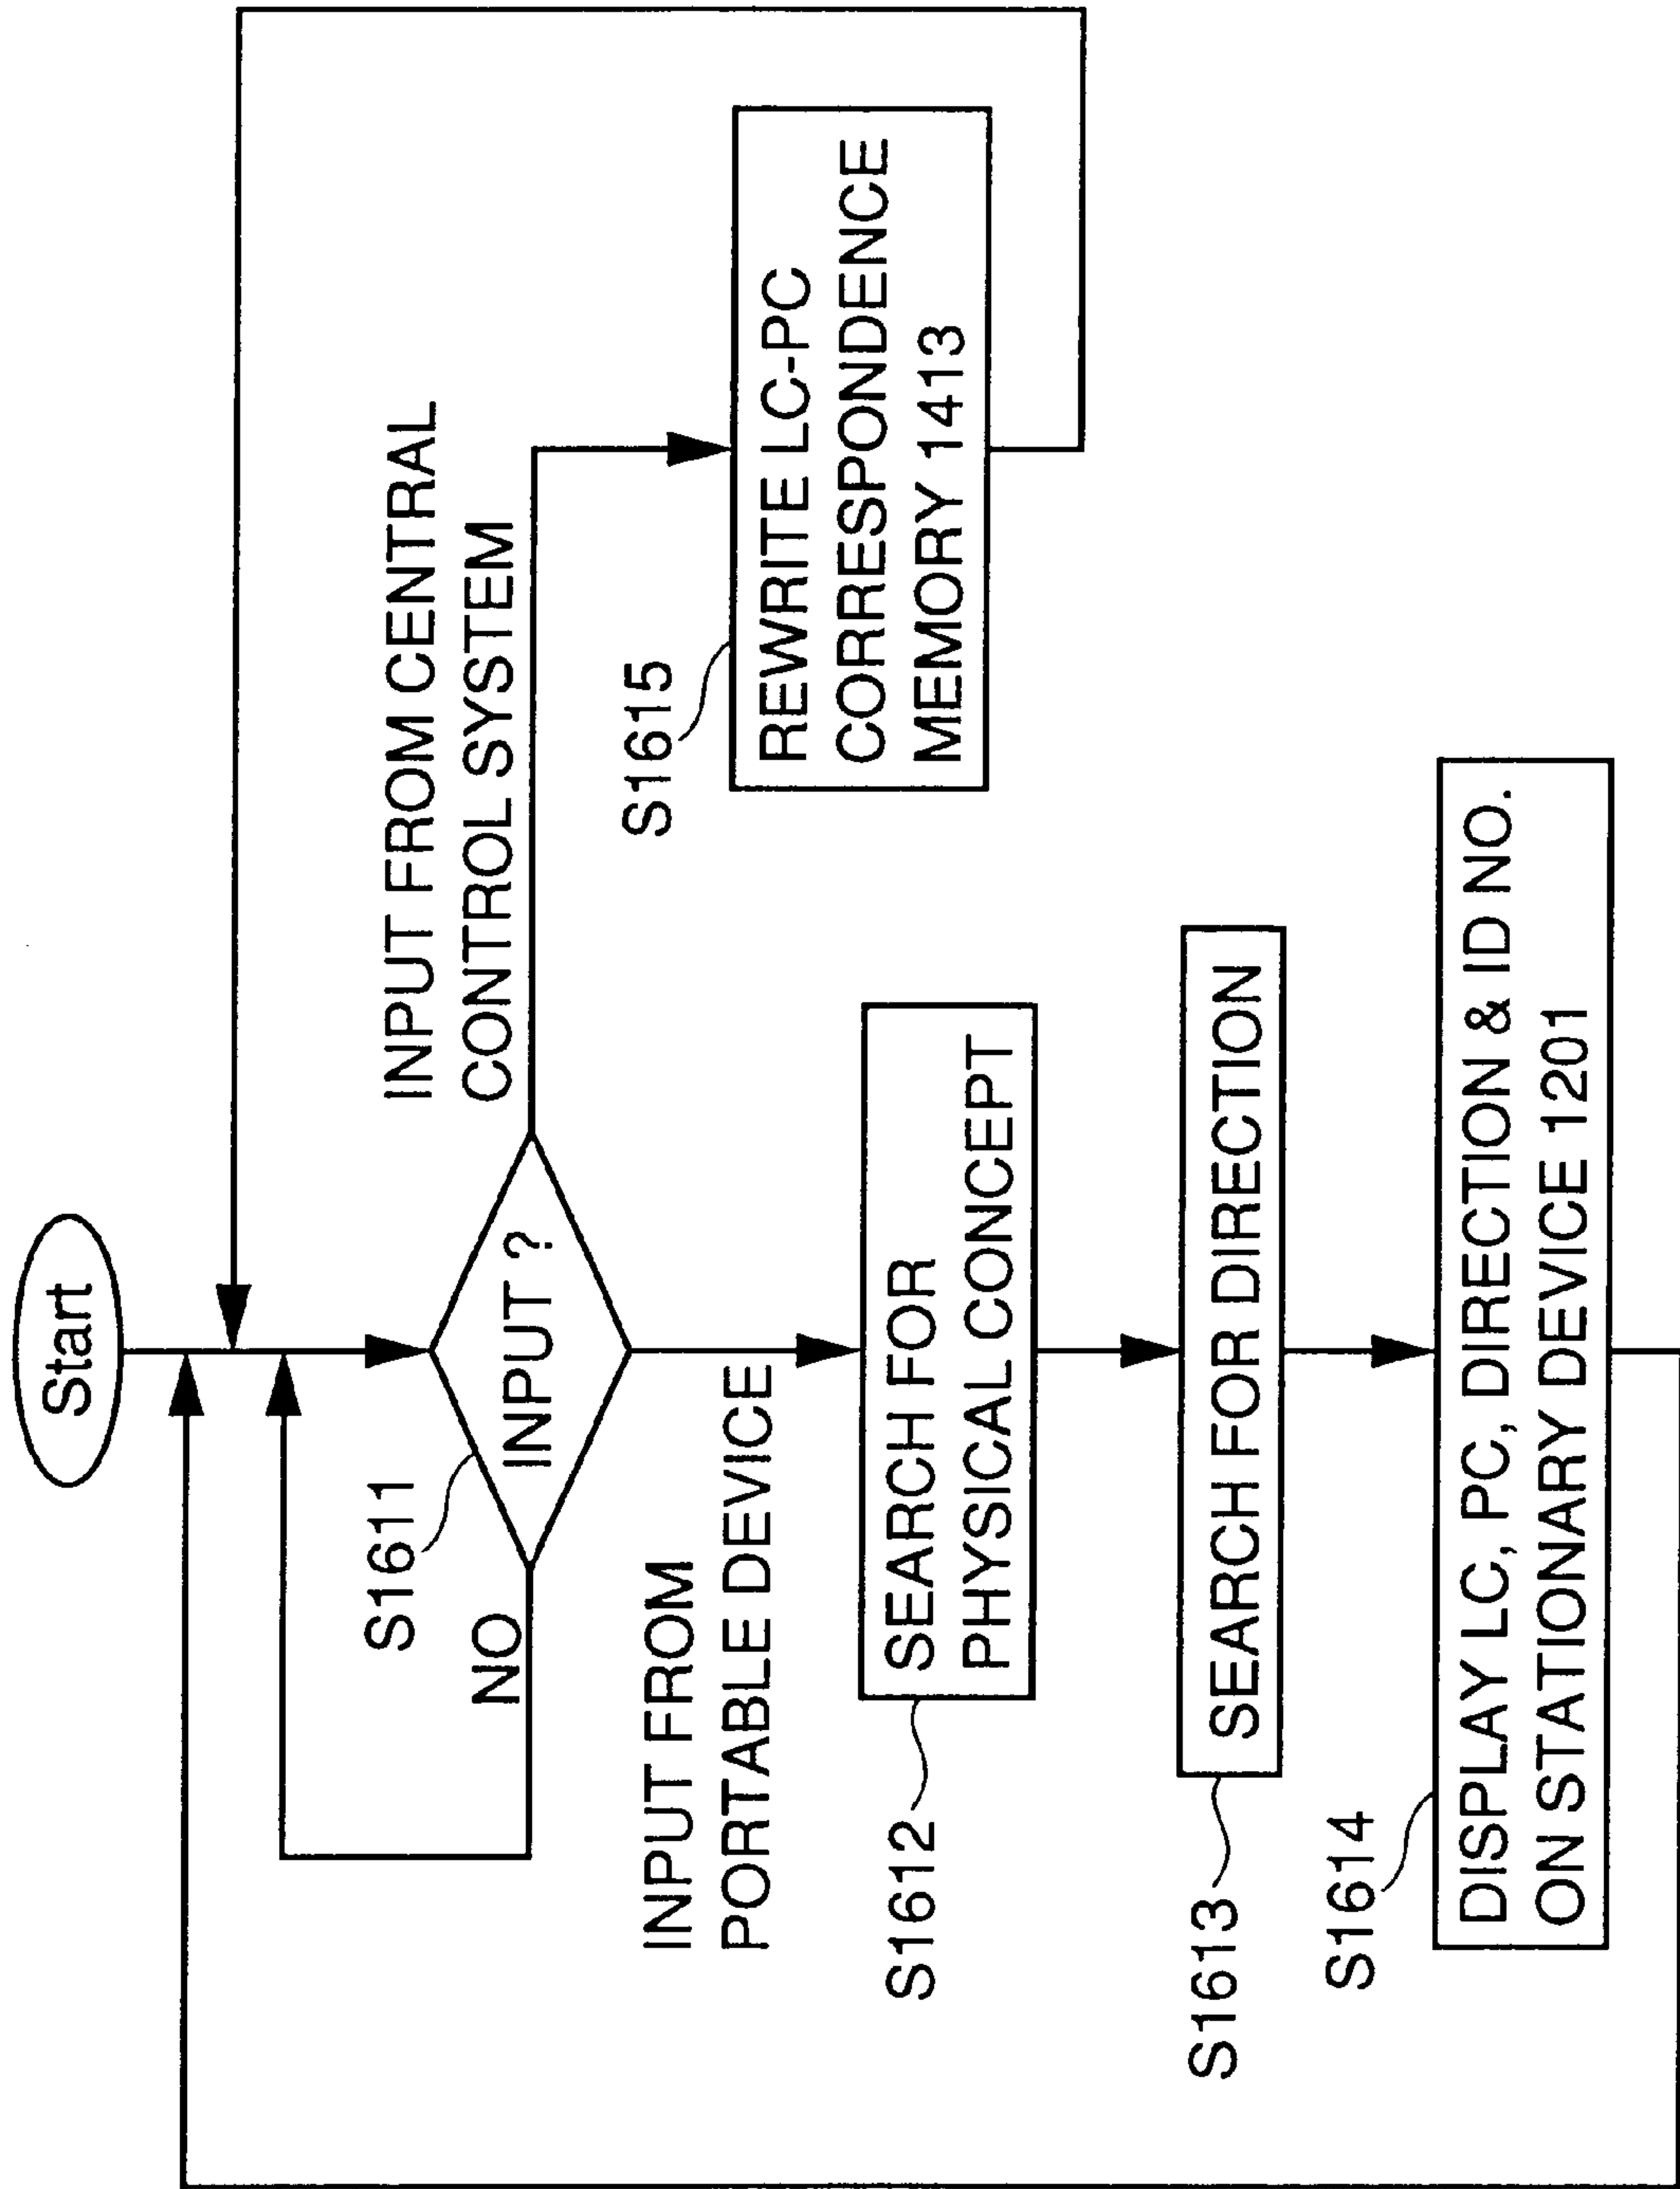 Start
S1611
INPUT ?
NO
INPUT FROM CENTRAL
CONTROL SYSTEM
S1615
REWRITE LC-PC
CORRESPONDENCE
MEMORY 1413
INPUT FROM
PORTABLE DEVICE
S1612
SEARCH FOR
PHYSICAL CONCEPT
S1613
SEARCH FOR DIRECTION
S1614
DISPLAY LC, PC, DIRECTION & ID NO.
ON STATIONARY DEVICE 1201